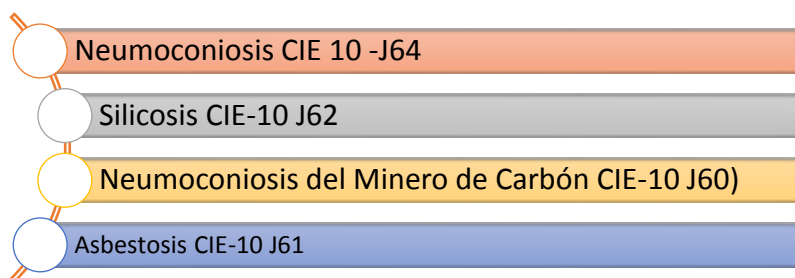 Neumoconiosis CIE 10 -J64
Silicosis CIE-10 J62
Neumoconiosis del Minero de Carbón CIE-10 J60)
Asbestosis CIE-10 J61